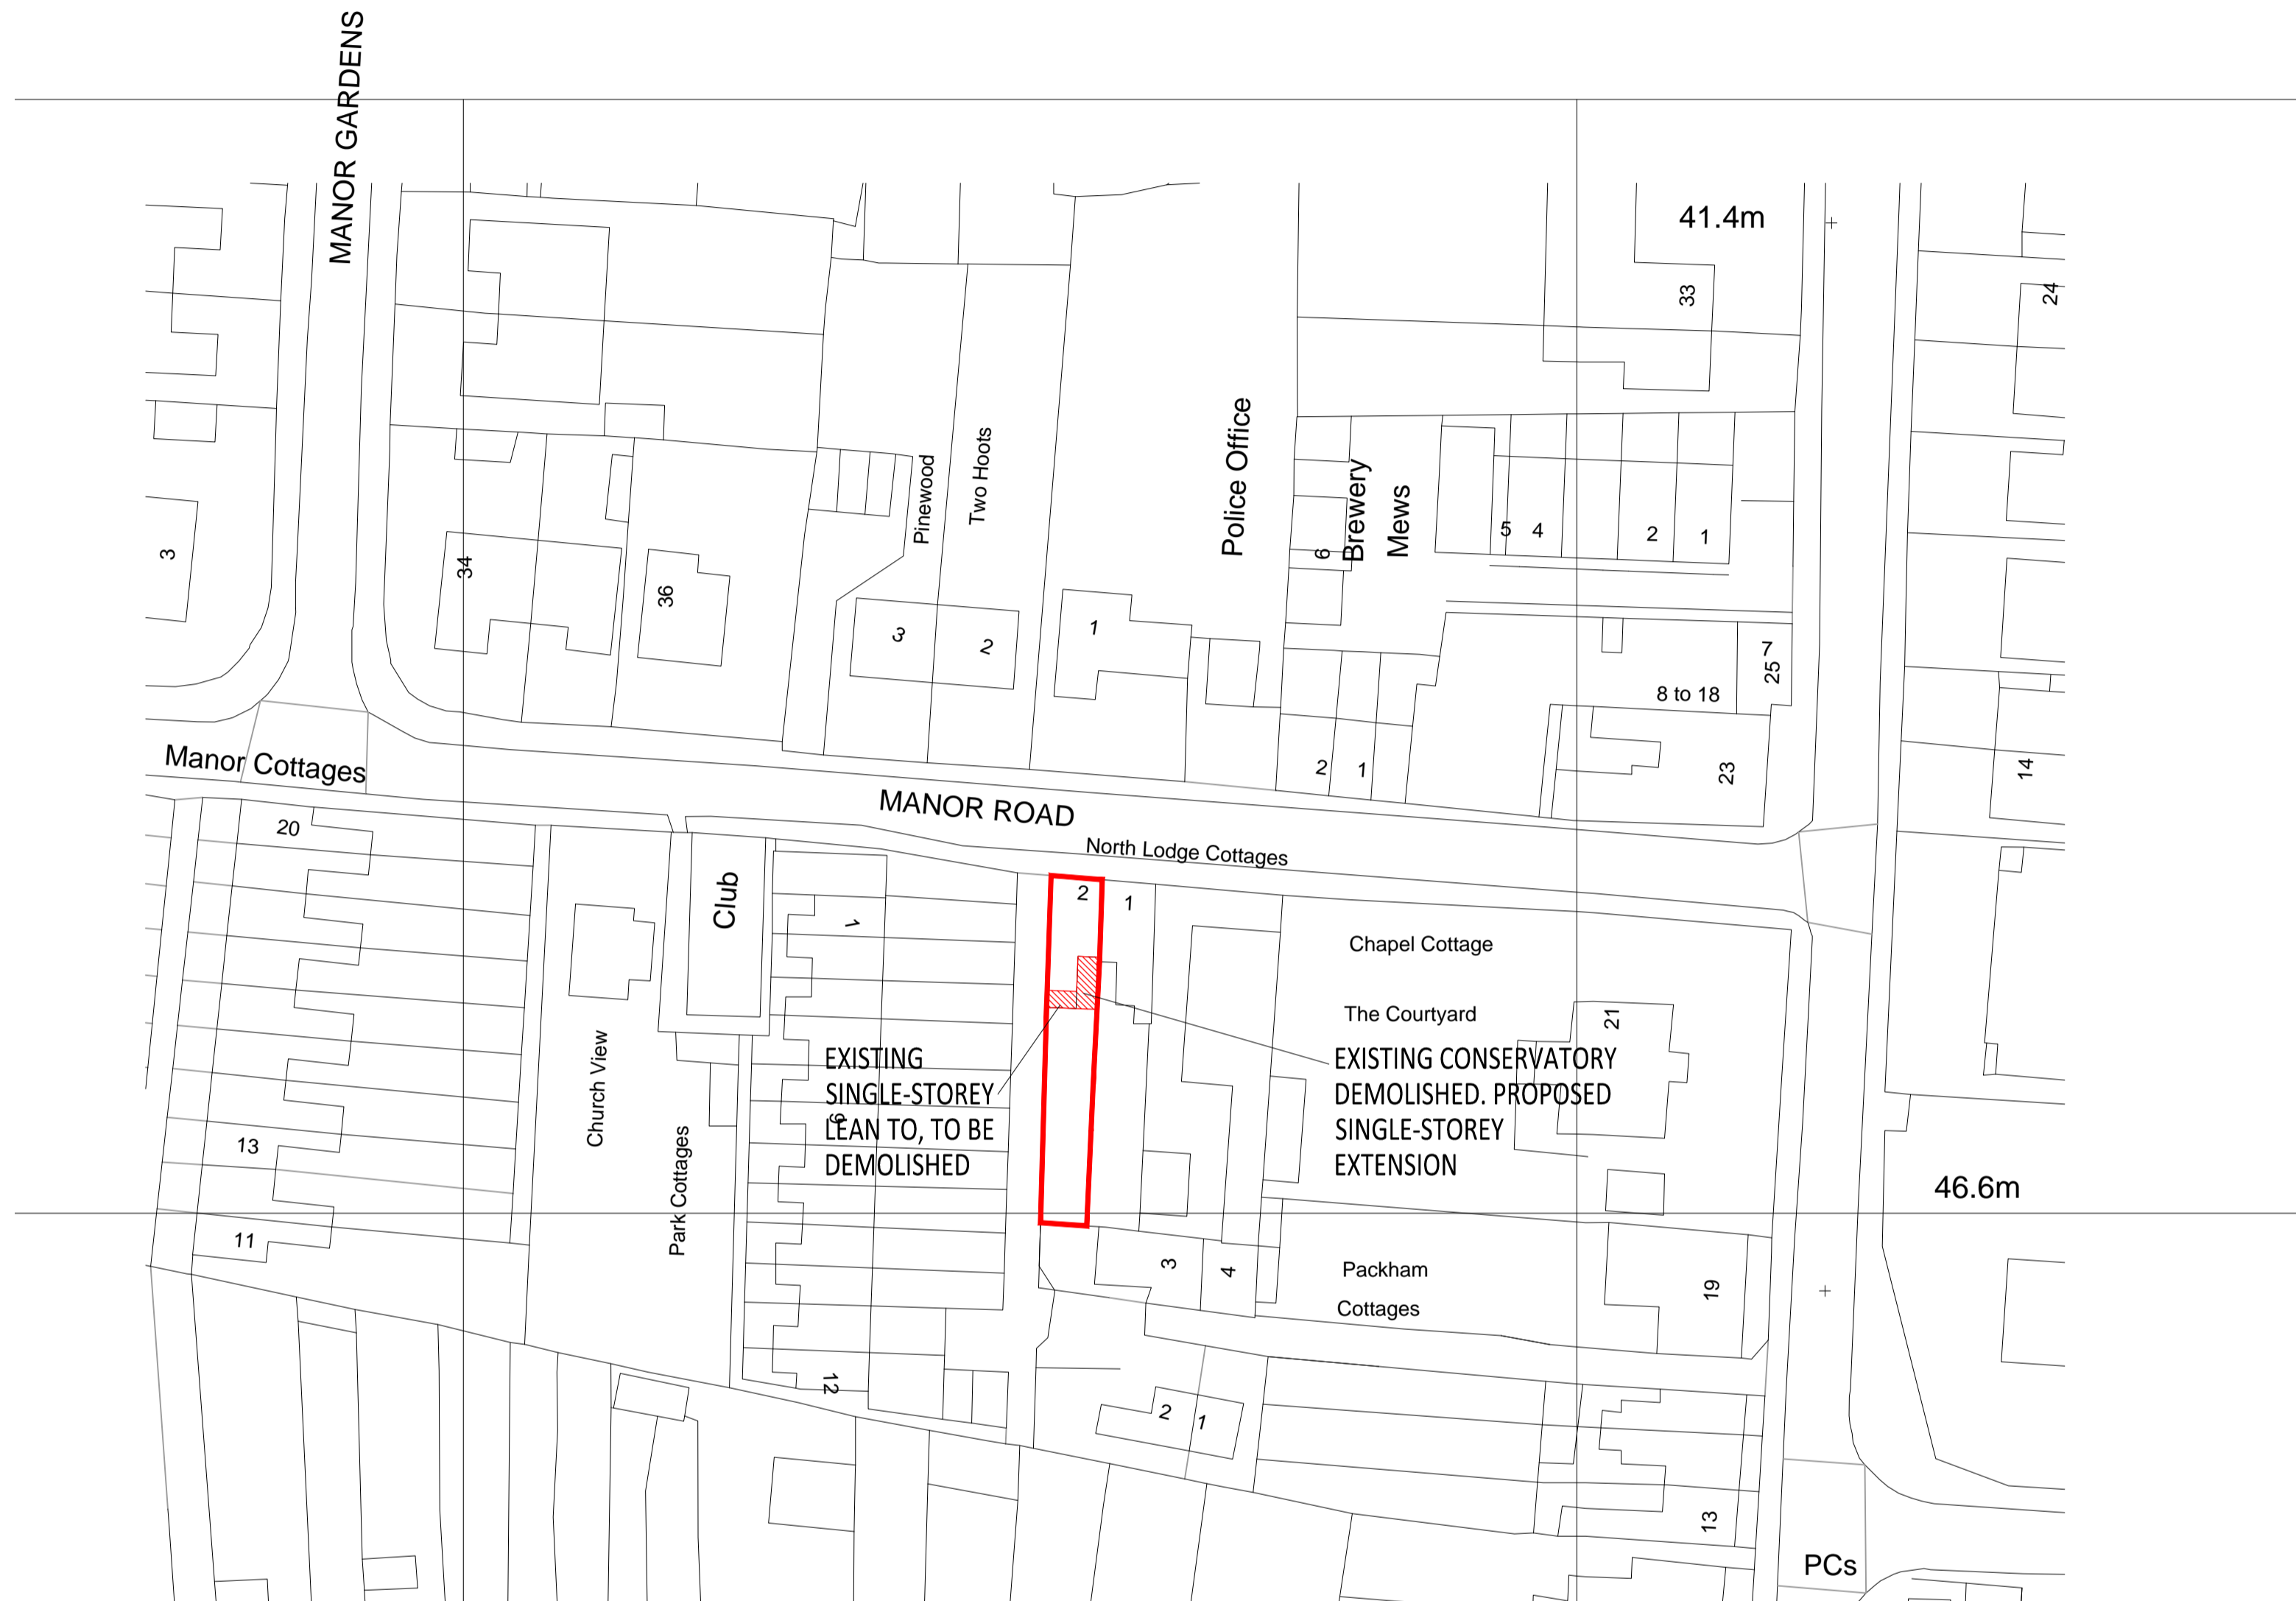 MANOR GARDENS
41.4m
33
24
Police Office
Brewery
Mews
Pinewood
Two Hoots
5
4
2
1
6
3
34
36
3
2
1
7
25
8 to 18
23
14
2
1
Manor Cottages
MANOR ROAD
North Lodge Cottages
20
Club
1
2
1
Chapel Cottage
The Courtyard
21
EXISTING
SINGLE-STOREY
LEAN TO, TO BE
DEMOLISHED
EXISTING CONSERVATORY
DEMOLISHED. PROPOSED
SINGLE-STOREY
EXTENSION
Church View
Park Cottages
13
11
46.6m
3
4
Packham
Cottages
19
12
2
1
13
PCs